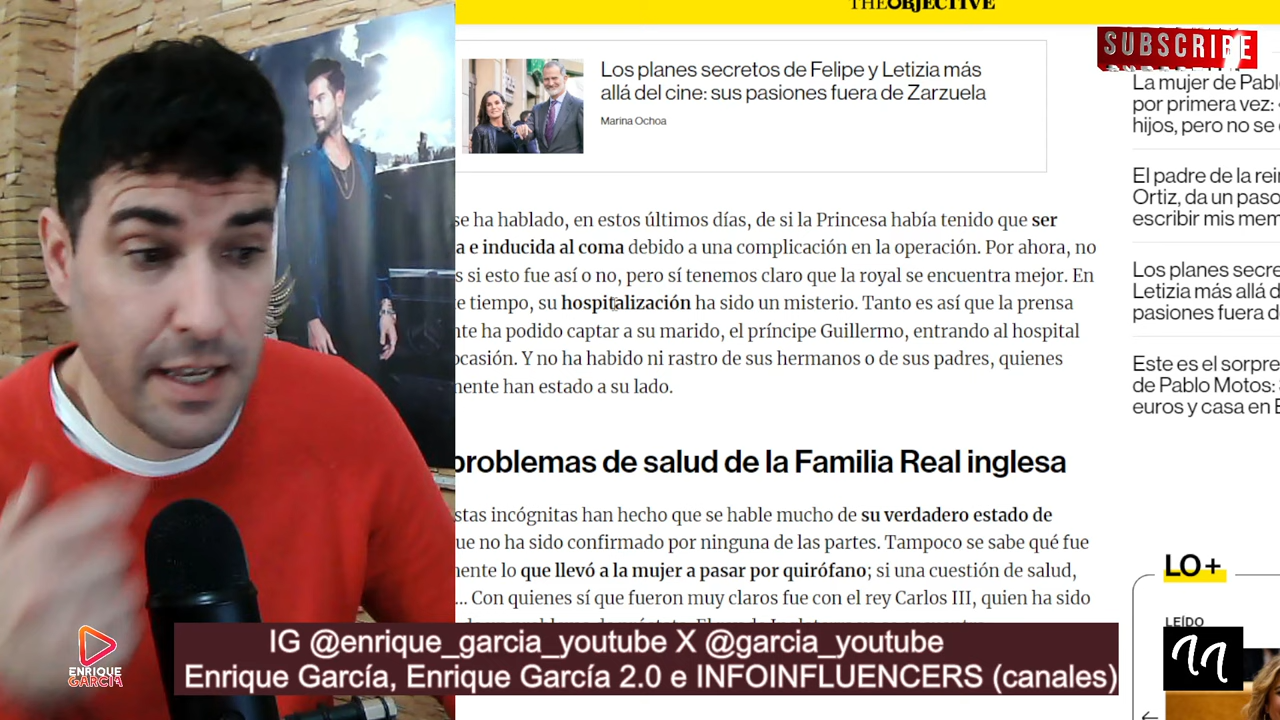 THEOBJECTIVE
SUBSCRIBE
Los planes secretos de Felipe y Letizia más
allá del cine: sus pasiones fuera de Zarzuela
Marina Ochoa
se ha hablado, en estos últimos días, de si la Princesa había tenido que ser
a e inducida al coma debido a una complicación en la operación. Por ahora, no
s si esto fue así o no, pero sí tenemos claro que la royal se encuentra mejor. En
e tiempo, su hospitalización ha sido un misterio. Tanto es así que la prensa
nte ha podido captar a su marido, el príncipe Guillermo, entrando al hospital
ocasión. Y no ha habido ni rastro de sus hermanos o de sus padres, quienes
mente han estado a su lado.
problemas de salud de la Familia Real inglesa
stas incógnitas han hecho que se hable mucho de su verdadero estado de
ue no ha sido confirmado por ninguna de las partes. Tampoco se sabe qué fue
mente lo que llevó a la mujer a pasar por quirófano; si una cuestión de salud,
... Con quienes sí que fueron muy claros fue con el rey Carlos III, quien ha sido
La mujer de Pabl
por primera vez:
hijos, pero no se
El padre de la rei
Ortiz, da un paso
escribir mis mem
Los planes secre
Letizia más allá d
pasiones fuera d
Este es el sorpre
de Pablo Motos:
euros y casa en
LO+
LEÍDO
ENRIQUE
GARCÍA
IG @enrique_garcia_youtube X @garcia_youtube
Enrique García, Enrique García 2.0 e INFOINFLUENCERS (canales)